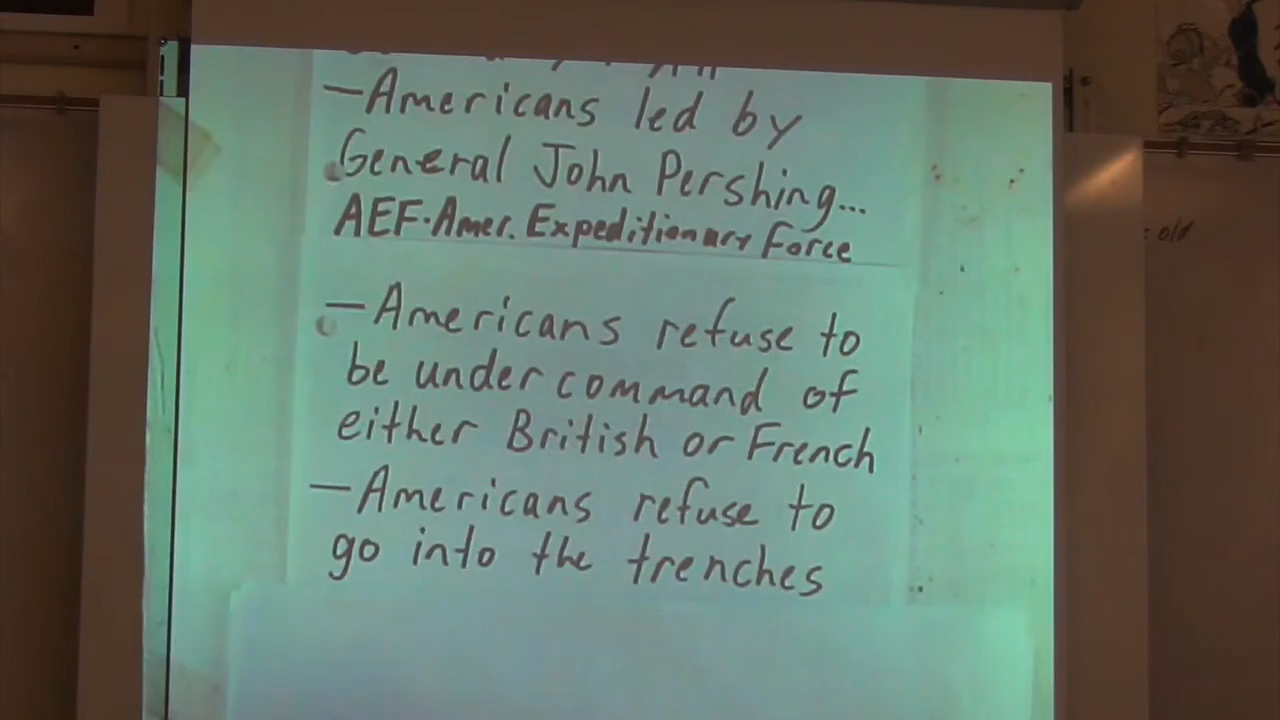 —Americans led by
General John Pershing...
AEF·Amer. Expeditionary Force
—Americans refuse to
be under command of
either British or French
—Americans refuse to
go into the trenches
: old